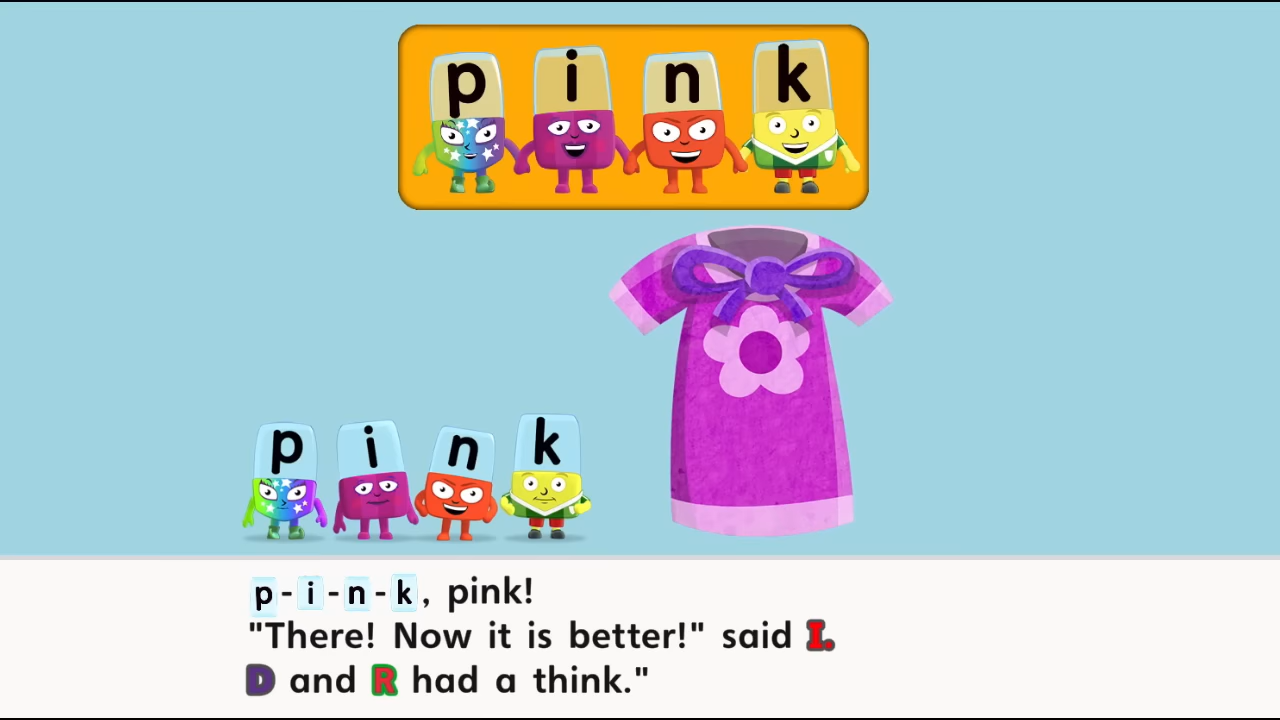 pink
pink
p-i-n-k, pink!
"There! Now it is better!" said I.
D and R had a think."